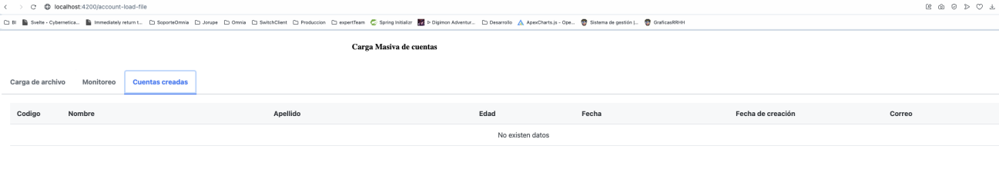 localhost:4200/account-load-file
BI Svelte - Cybernetica... Immediately return t... SoporteOmnia Jorupe Omnia SwitchClient Produccion expertTeam Spring Initializr ▷ Digimon Adventur... Desarrollo ApexCharts.js - Ope... Sistema de gestión |... GraficasRRHH
Carga Masiva de cuentas
Carga de archivo Monitoreo Cuentas creadas
Codigo Nombre Apellido Edad Fecha Fecha de creación Correo
No existen datos